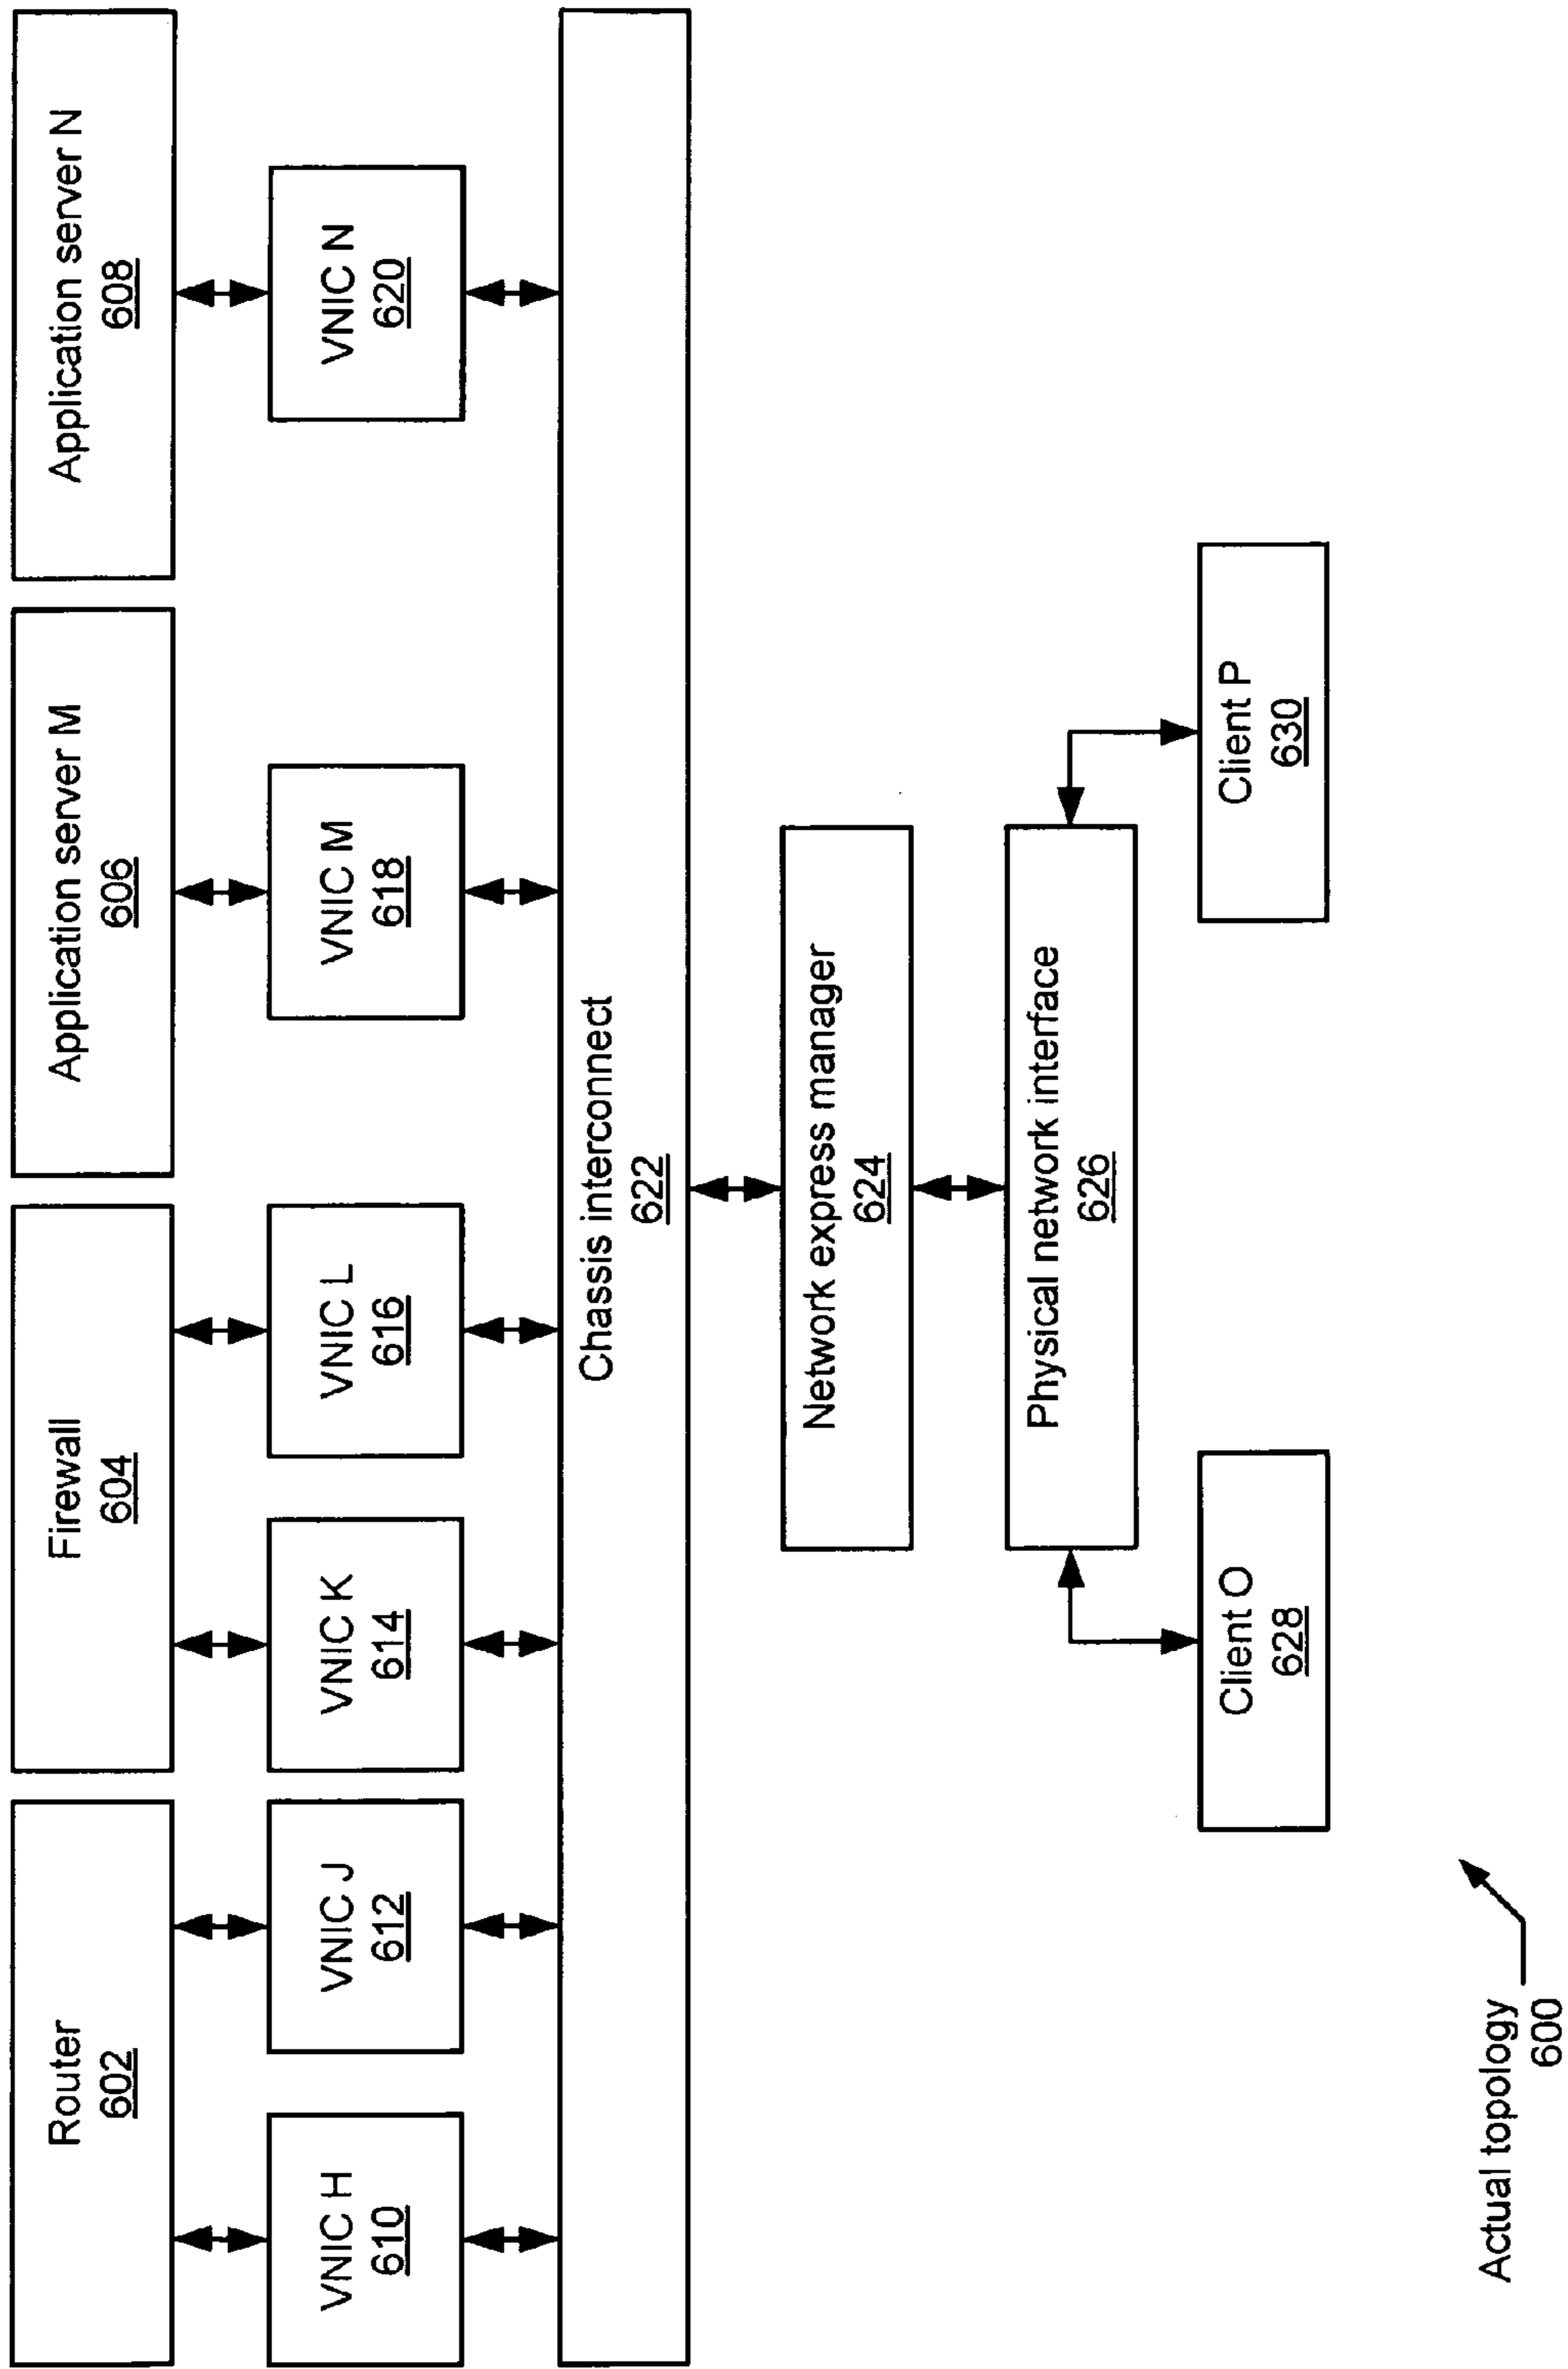 Router
602
Firewall
604
Application server M
606
Application server N
608
VNIC H
610
VNIC J
612
VNIC K
614
VNIC L
616
VNIC M
618
VNIC N
620
Chassis interconnect
622
Network express manager
624
Physical network interface
626
Client O
628
Client P
630
Actual topology
600